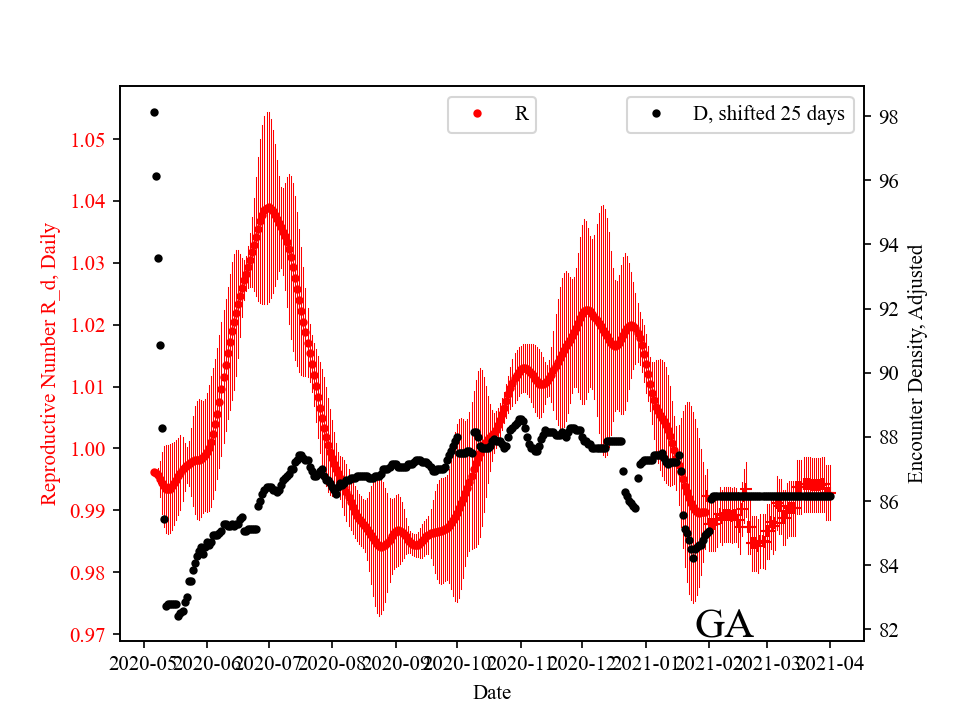 R
D, shifted 25 days
1.05
1.04
1.03
1.02
1.01
1.00
0.99
0.98
0.97
Reproductive Number R_d, Daily
98
96
94
92
90
88
86
84
82
Encounter Density, Adjusted
GA
2020-05 2020-06 2020-07 2020-08 2020-09 2020-10 2020-11 2020-12 2021-01 2021-02 2021-03 2021-04
Date